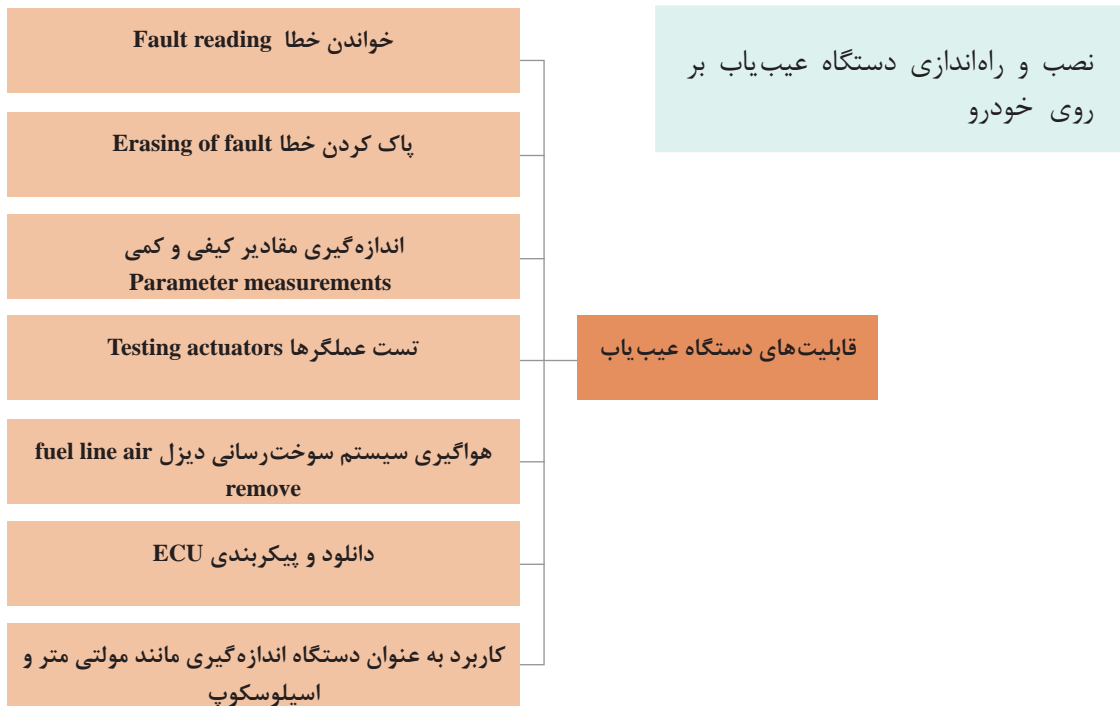 نصب و راه‌اندازی دستگاه عیب‌یاب بر
روی خودرو
قابلیت‌های دستگاه عیب‌یاب
خواندن خطا Fault reading
پاک کردن خطا Erasing of fault
اندازه‌گیری مقادیر کیفی و کمی
Parameter measurements
تست عملگرها Testing actuators
هواگیری سیستم سوخت‌رسانی دیزل fuel line air
remove
دانلود و پیکربندی ECU
کاربرد به عنوان دستگاه اندازه‌گیری مانند مولتی متر و
اسیلوسکوپ